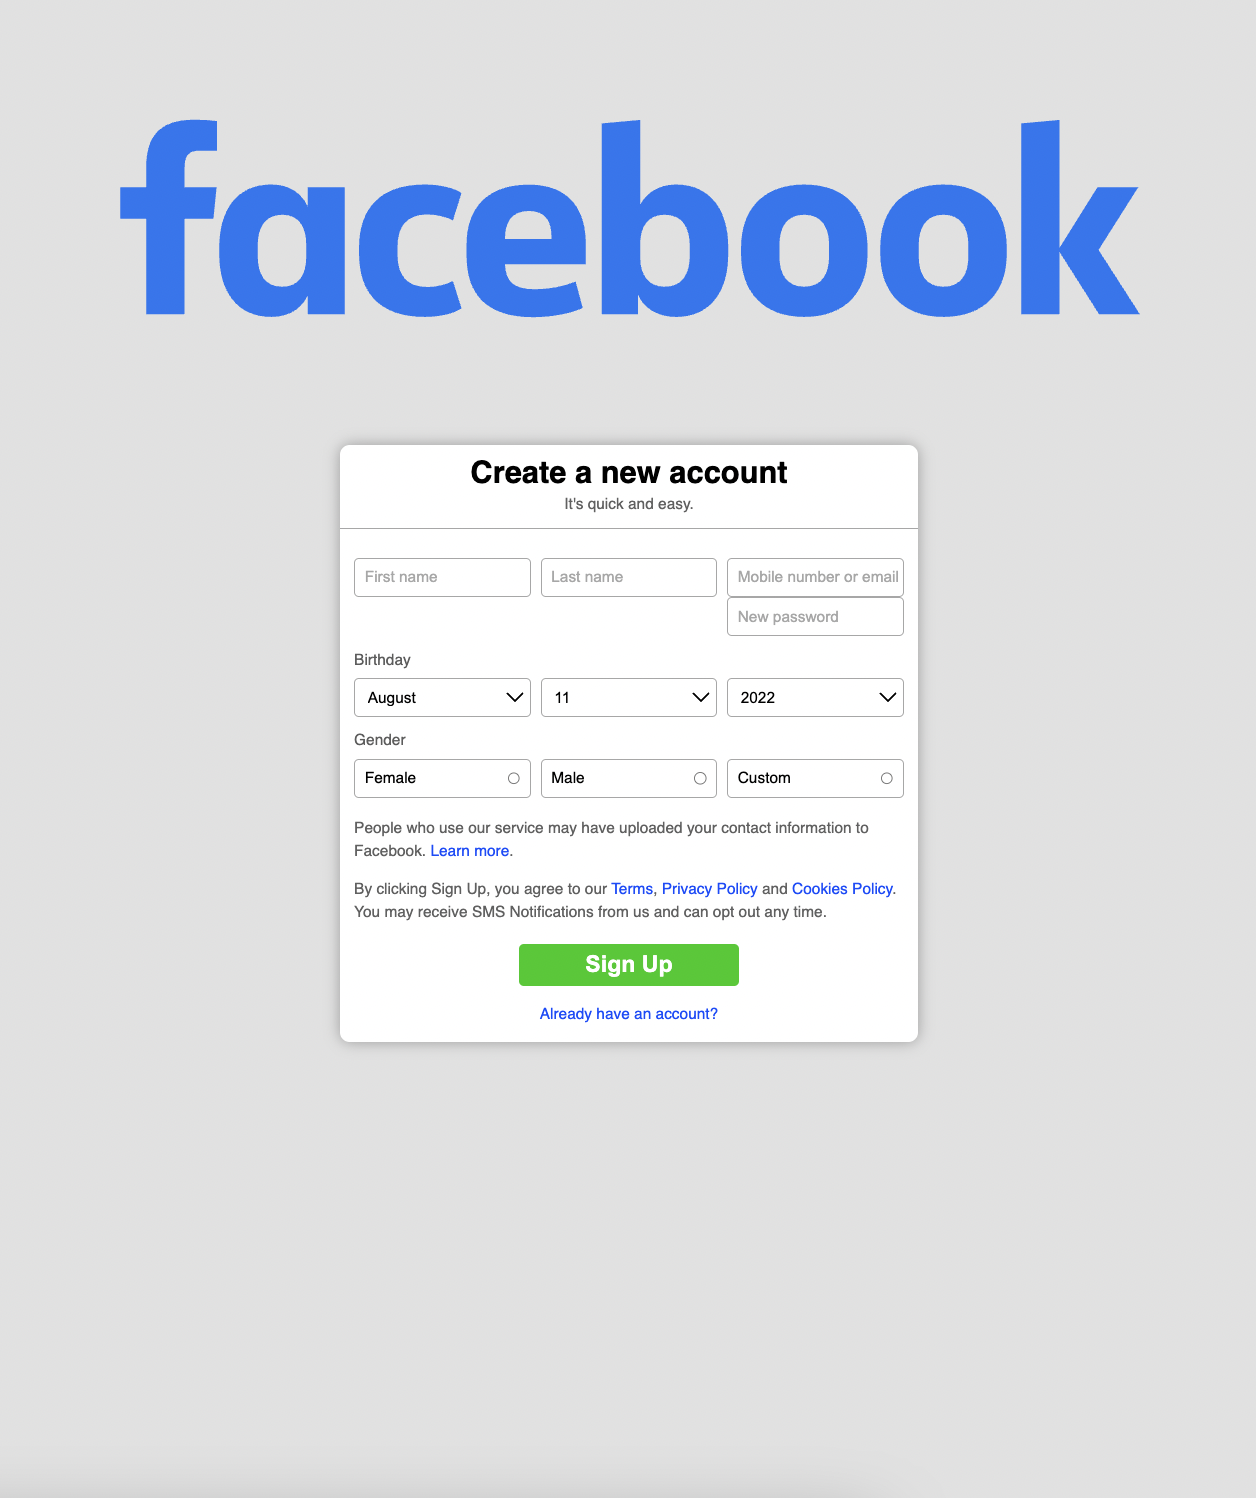 facebook
Create a new account
It's quick and easy.
First name
Last name
Mobile number or email
New password
Birthday
August
11
2022
Gender
Female
Male
Custom
People who use our service may have uploaded your contact information to
Facebook. Learn more.
By clicking Sign Up, you agree to our Terms, Privacy Policy and Cookies Policy.
You may receive SMS Notifications from us and can opt out any time.
Sign Up
Already have an account?